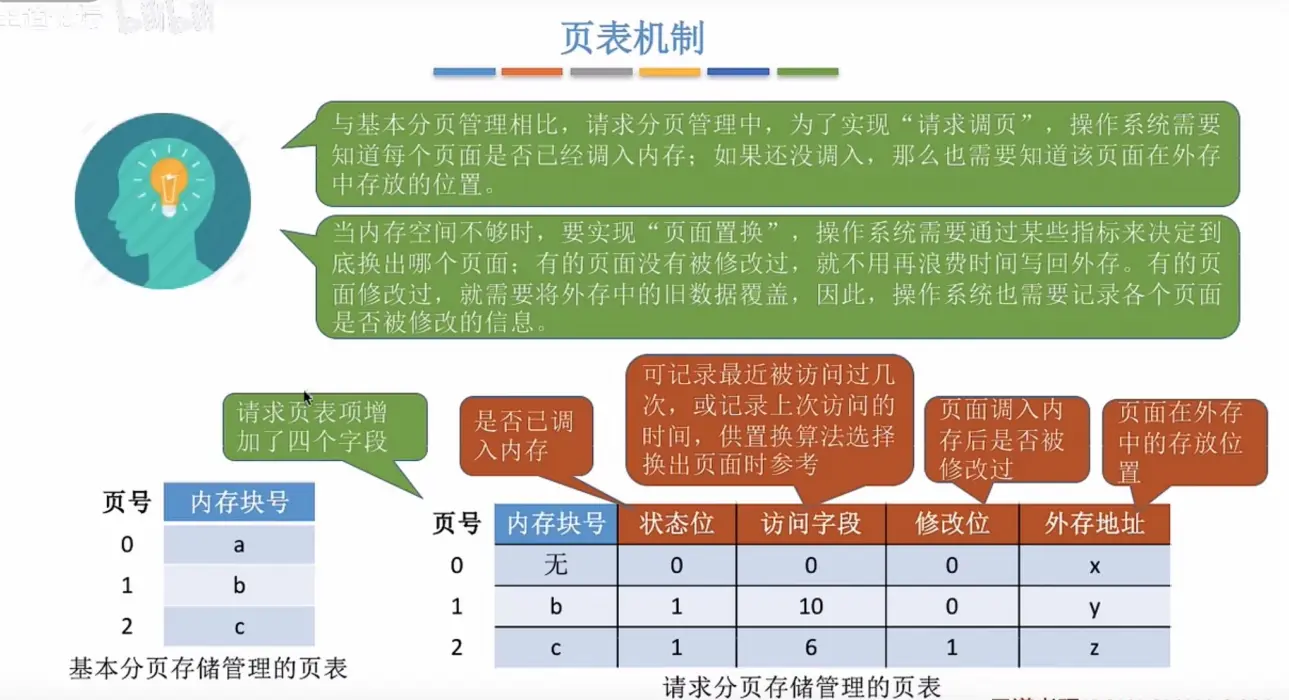 页表机制
与基本分页管理相比，请求分页管理中，为了实现“请求调页”，操作系统需要
知道每个页面是否已经调入内存；如果还没调入，那么也需要知道该页面在外存
中存放的位置。
当内存空间不够时，要实现“页面置换”，操作系统需要通过某些指标来决定到
底换出哪个页面；有的页面没有被修改过，就不用再浪费时间写回外存。有的页
面修改过，就需要将外存中的旧数据覆盖，因此，操作系统也需要记录各个页面
是否被修改的信息。
请求页表项增
加了四个字段
是否已调
入内存
可记录最近被访问过几
次，或记录上次访问的
时间，供置换算法选择
换出页面时参考
页面调入内
存后是否被
修改过
页面在外存
中的存放位
置
页号 内存块号
0 a
1 b
2 c
基本分页存储管理的页表
页号 内存块号 状态位 访问字段 修改位 外存地址
0 无 0 0 0 x
1 b 1 10 0 y
2 c 1 6 1 z
请求分页存储管理的页表